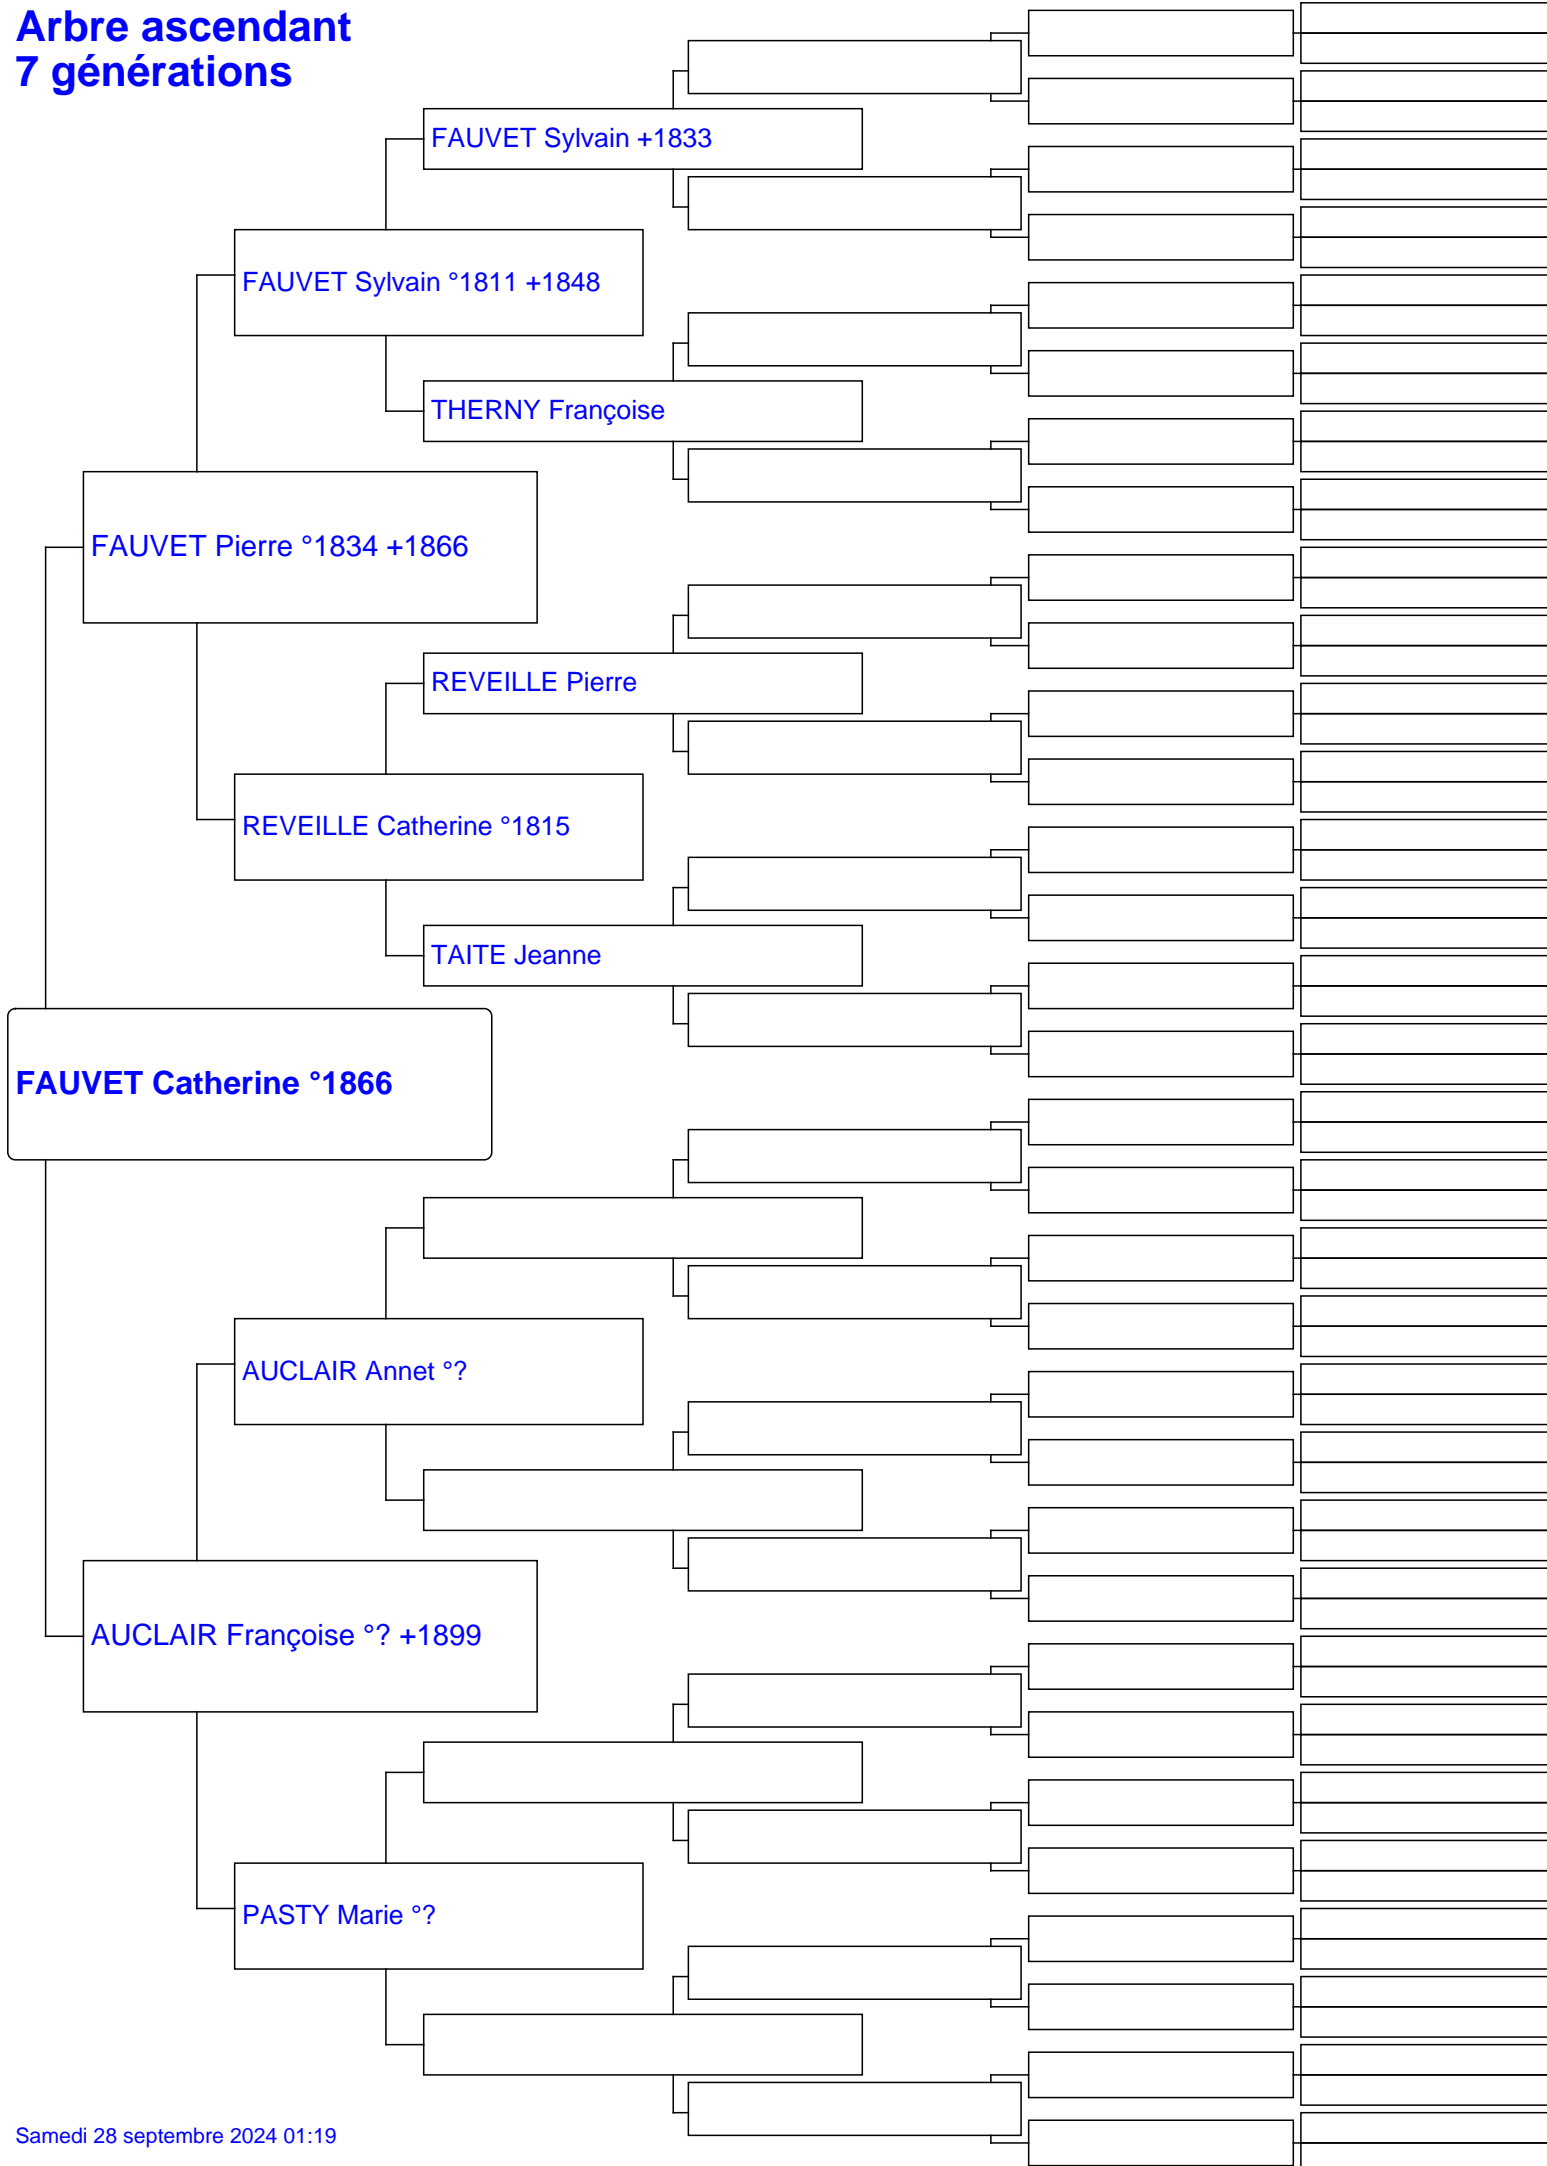 Arbre ascendant
7 générations
FAUVET Sylvain +1833
FAUVET Sylvain °1811 +1848
THERNY Françoise
FAUVET Pierre °1834 +1866
REVEILLE Pierre
REVEILLE Catherine °1815
TAITE Jeanne
FAUVET Catherine °1866
AUCLAIR Annet °?
AUCLAIR Françoise °? +1899
PASTY Marie °?
Samedi 28 septembre 2024 01:19